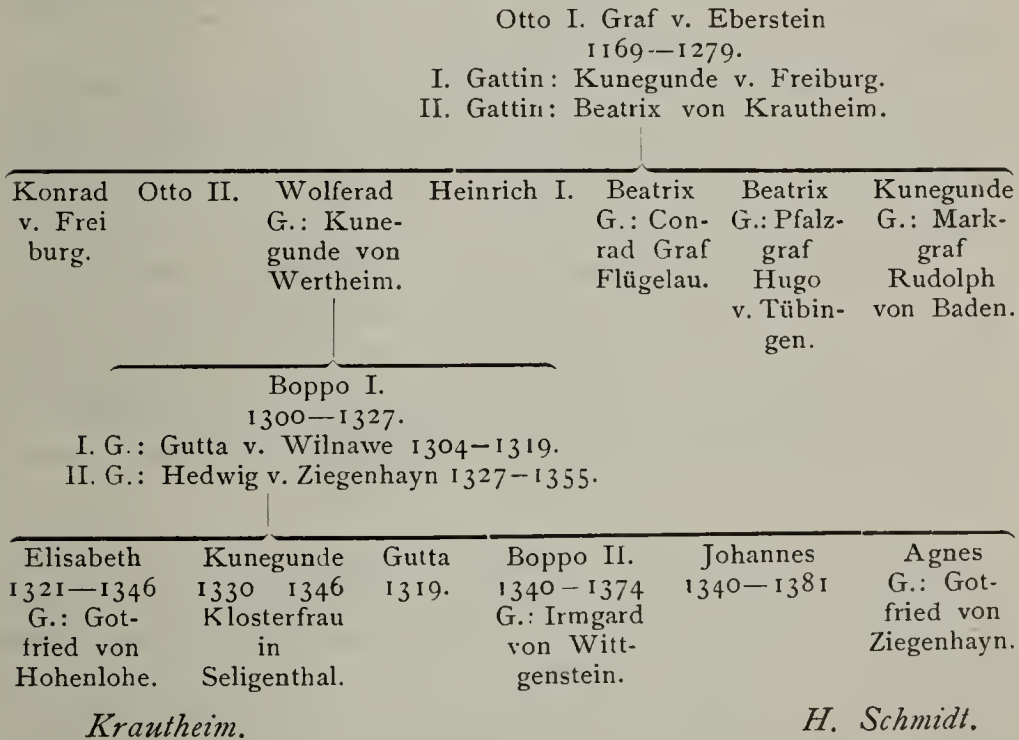 Otto I. Graf v. Eberstein
1169—1279.
I. Gattin: Kunegunde v. Freiburg.
II. Gattin: Beatrix von Krautheim.
Konrad
v. Frei
burg.
Otto II.
Wolferad
G.: Kune-
gunde von
Wertheim.
Heinrich I.
Beatrix
G.: Con-
rad Graf
Flügelau.
Beatrix
G.: Pfalz-
graf
Hugo
v. Tübin-
gen.
Kunegunde
G.: Mark-
graf
Rudolph
von Baden.
Boppo I.
1300—1327.
I. G.: Gutta v. Wilnawe 1304—1319.
II. G.: Hedwig v. Ziegenhayn 1327—1355.
Elisabeth
1321—1346
G.: Got-
fried von
Hohenlohe.
Kunegunde
1330 1346
Klosterfrau
in
Seligenthal.
Gutta
1319.
Boppo II.
1340—1374
G.: Irmgard
von Witt-
genstein.
Johannes
1340—1381
Agnes
G.: Got-
fried von
Ziegenhayn.
Krautheim.
H. Schmidt.